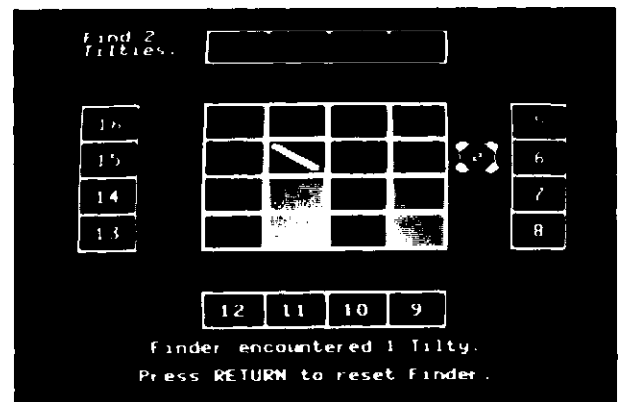 Find 2
Tilties.
16
15
6
14
7
13
8
12 11 10 9
Finder encountered 1 Tilty.
Press RETURN to reset Finder.